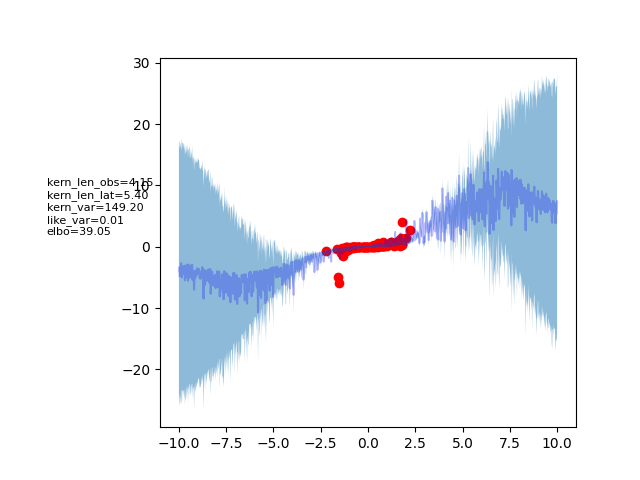 30
20
kern_len_obs=4.15
10
kern_len_lat=5.40
kern_var=149.20
like_var=0.01
elbo=39.05
0
−10
−20
−10.0 −7.5 −5.0 −2.5 0.0 2.5 5.0 7.5 10.0